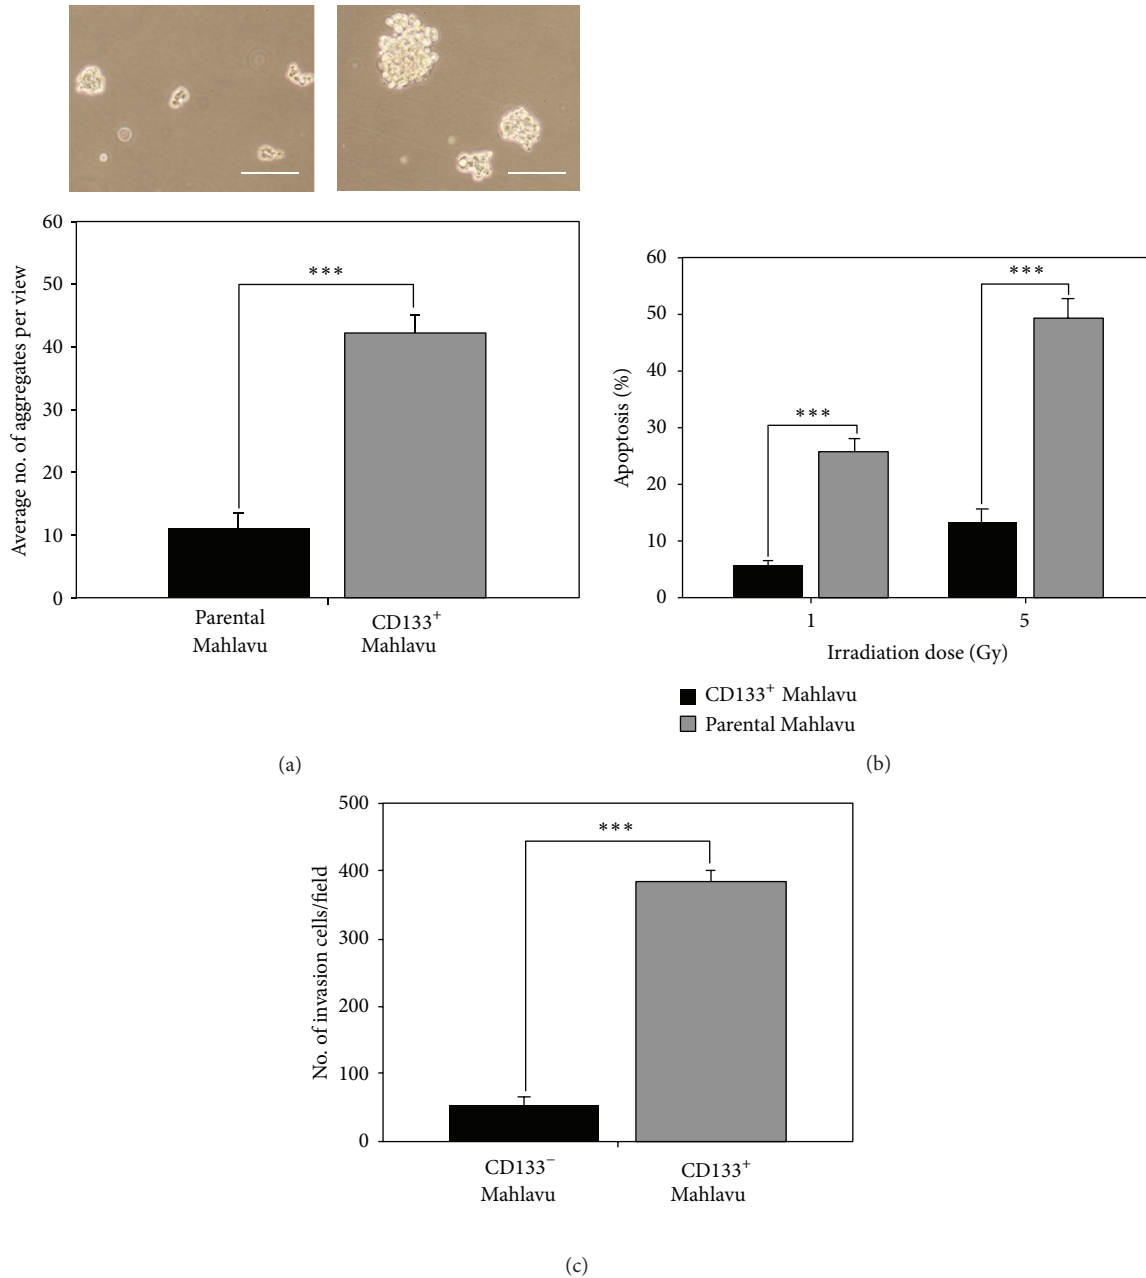 60
50
40
30
20
10
0
Average no. of aggregates per view
***
Parental
Mahlavu
CD133⁺
Mahlavu
(a)
60
50
40
30
20
10
0
Apoptosis (%)
***
***
1
5
Irradiation dose (Gy)
CD133⁺ Mahlavu
Parental Mahlavu
(b)
500
400
300
200
100
0
No. of invasion cells/field
***
CD133⁻
Mahlavu
CD133⁺
Mahlavu
(c)